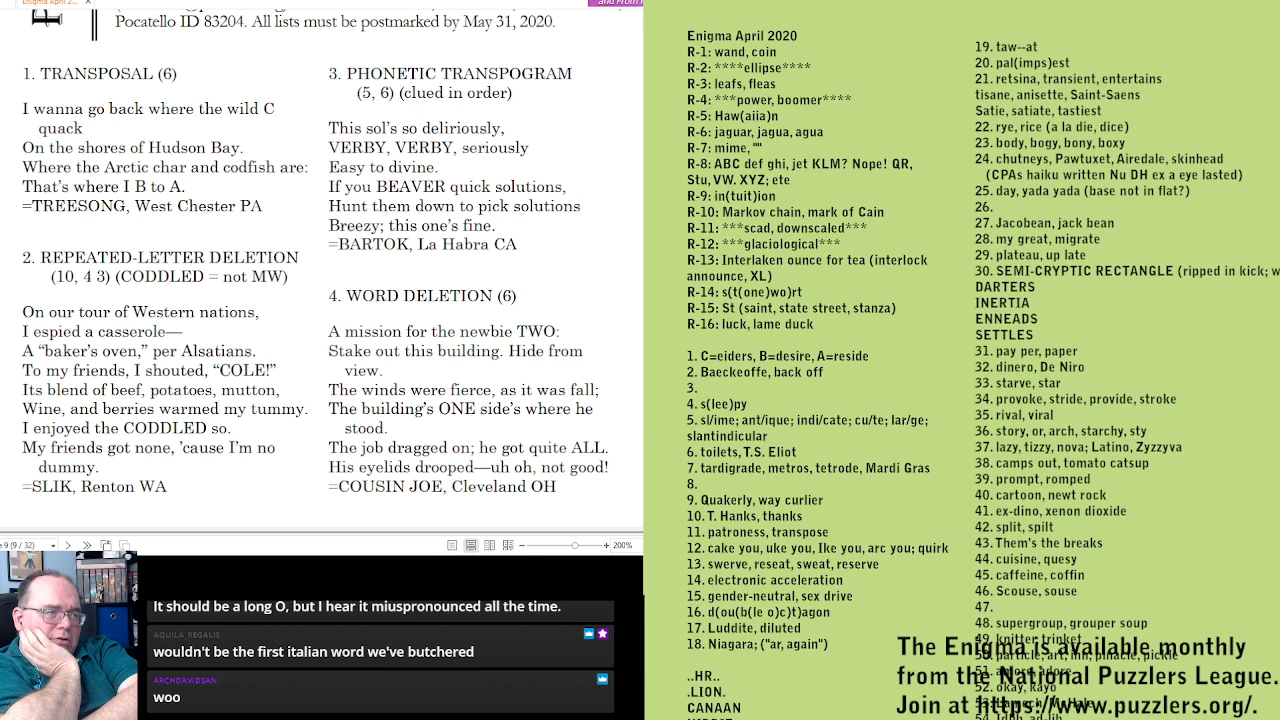 Enigma April 2...
Pocatello ID 83204. All lists must be postmarked by May 31, 2020.
1. TRANSPOSAL (6)
I wanna go back where the wild C
quack
On the shores of Hudson Bay.
Where the Arctic char and codfish are:
That's where I B to A.
=TREESONG, West Chester PA
2. REPEATED-LETTER DELETION
(10, 4 3) (CODDLED = not MW)
On our tour of Western nations,
I espied a casserole—
A “baker's oven,” per Alsatians.
To my friends, I shouted, “COLE!”
Its blend of beef, potatoes, mutton,
Wine, and berries warmed my tummy.
I enjoyed the CODDLED so.
My friends got none, ’cause I'm no
dummy.
=SLIK, Renton WA
3. PHONETIC TRANSPOGRAM
(5, 6) (clued in order)
This sol's so deliriously,
VERBY, VERBY, seriously
Easy to divine.
If you BEAVER quick solutions,
Hunt them down to pick solutions
Breezy; this one's fine.
=BARTOK, La Habra CA
4. WORD DELETION (6)
A mission for the newbie TWO:
Stake out this building. Hide from
view.
The winds were fierce, as it was fall;
The building's ONE side's where he
stood.
The job dragged on; he got quite ALL.
His eyelids drooped—uh oh, not good!
=COUSIN JOE, Cleveland OH
9 (9 / 32)
200%
It should be a long O, but I hear it miuspronounced all the time.
AQUILA_REGALIS
wouldn't be the first italian word we've butchered
ARCHDAVIDSAN
woo
Enigma April 2020
R-1: wand, coin
R-2: ****ellipse****
R-3: leafs, fleas
R-4: ***power, boomer****
R-5: Haw(aiia)n
R-6: jaguar, jagua, agua
R-7: mime, ""
R-8: ABC def ghi, jet KLM? Nope! QR,
Stu, VW. XYZ; ete
R-9: in(tuit)ion
R-10: Markov chain, mark of Cain
R-11: ***scad, downscaled***
R-12: ***glaciological***
R-13: Interlaken ounce for tea (interlock
announce, XL)
R-14: s(t(one)wo)rt
R-15: St (saint, state street, stanza)
R-16: luck, lame duck
1. C=eiders, B=desire, A=reside
2. Baeckeoffe, back off
3.
4. s(lee)py
5. sl/ime; ant/ique; indi/cate; cu/te; lar/ge;
slantindicular
6. toilets, T.S. Eliot
7. tardigrade, metros, tetrode, Mardi Gras
8.
9. Quakerly, way curlier
10. T. Hanks, thanks
11. patroness, transpose
12. cake you, uke you, Ike you, arc you; quirk
13. swerve, reseat, sweat, reserve
14. electronic acceleration
15. gender-neutral, sex drive
16. d(ou(b(le o)c)t)agon
17. Luddite, diluted
18. Niagara; ("ar, again")
..HR..
.LION.
CANAAN
19. taw--at
20. pal(imps)est
21. retsina, transient, entertains
tisane, anisette, Saint-Saens
Satie, satiate, tastiest
22. rye, rice (a la die, dice)
23. body, bogy, bony, boxy
24. chutneys, Pawtuxet, Airedale, skinhead
(CPAs haiku written Nu DH ex a eye lasted)
25. day, yada yada (base not in flat?)
26.
27. Jacobean, jack bean
28. my great, migrate
29. plateau, up late
30. SEMI-CRYPTIC RECTANGLE (ripped in kick; w
DARTERS
INERTIA
ENNEADS
SETTLES
31. pay per, paper
32. dinero, De Niro
33. starve, star
34. provoke, stride, provide, stroke
35. rival, viral
36. story, or, arch, starchy, sty
37. lazy, tizzy, nova; Latino, Zyzzyva
38. camps out, tomato catsup
39. prompt, romped
40. cartoon, newt rock
41. ex-dino, xenon dioxide
42. split, spilt
43. Them's the breaks
44. cuisine, quesy
45. caffeine, coffin
46. Scouse, souse
47.
48. supergroup, grouper soup
49. knitter, trinket
50. particle, art, inn, pinacle, pickle
51. amore, adore
52. okay, kayo
The Enigma is available monthly
from the National Puzzlers League.
Join at https://www.puzzlers.org/.